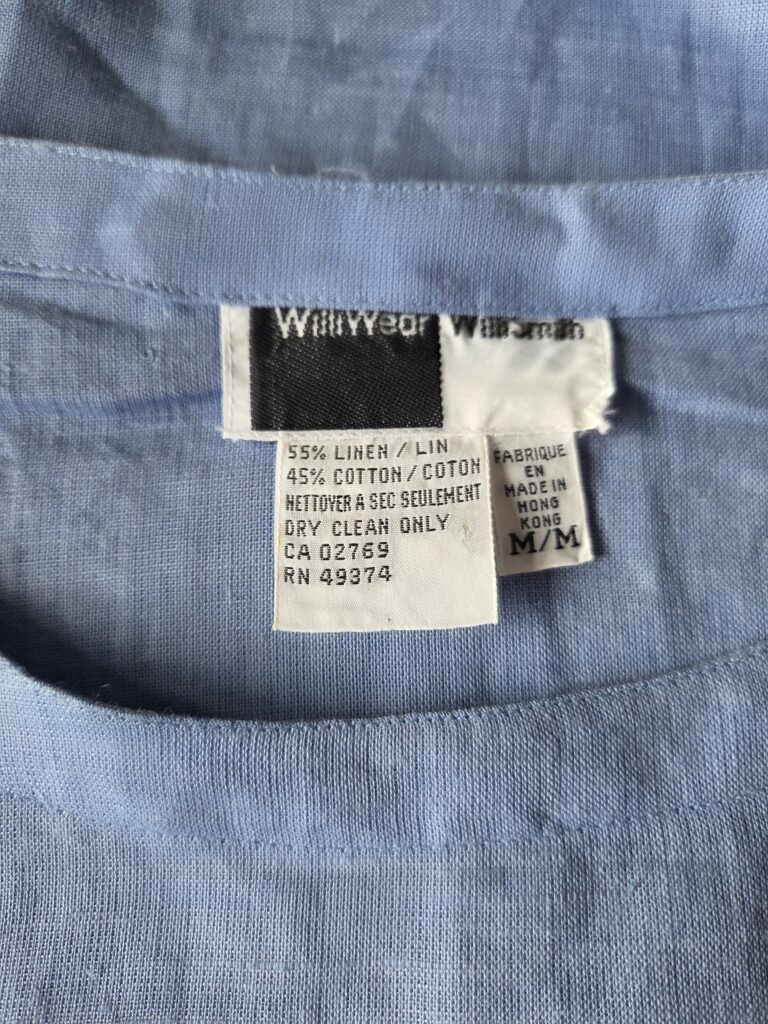 WilliWear WilliSmith
55% LINEN / LIN
45% COTTON / COTON
NETTOYER A SEC SEULEMENT
DRY CLEAN ONLY
CA 02769
RN 49374
FABRIQUE
EN
MADE IN
HONG
KONG
M/M